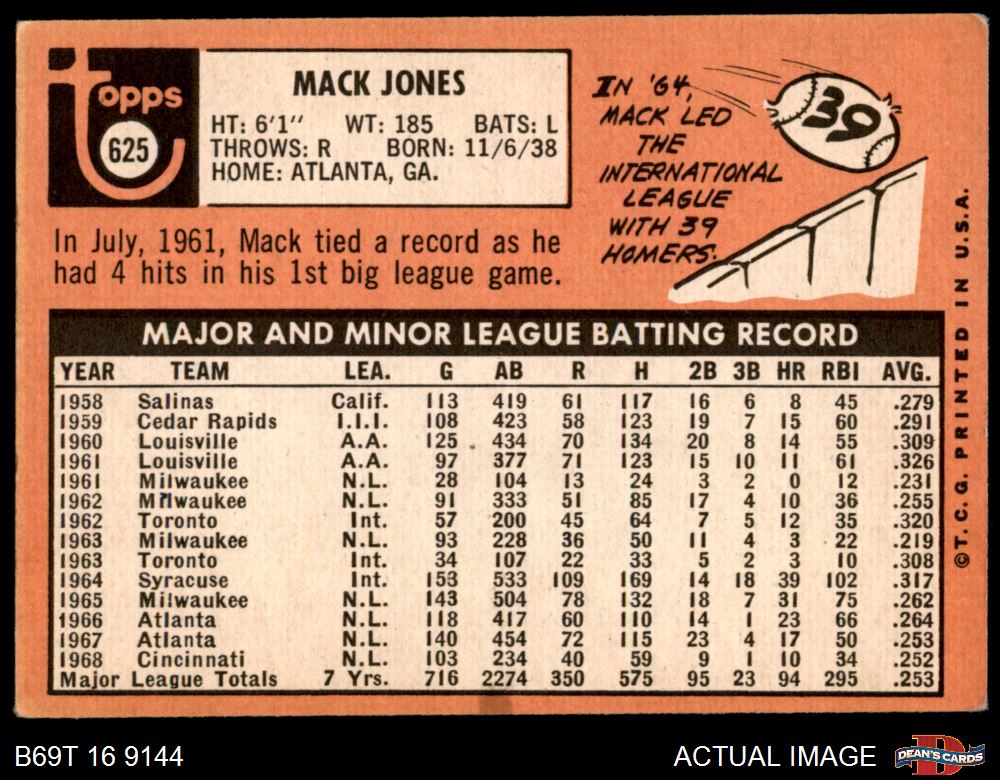 topps
625
MACK JONES
HT: 6'1" WT: 185 BATS: L
THROWS: R BORN: 11/6/38
HOME: ATLANTA, GA.
In July, 1961, Mack tied a record as he
had 4 hits in his 1st big league game.
IN '64,
MACK LED
THE
INTERNATIONAL
LEAGUE
WITH 39
HOMERS.
39
MAJOR AND MINOR LEAGUE BATTING RECORD
YEAR TEAM LEA. G AB R H 2B 3B HR RBI AVG.
1958 Salinas Calif. 113 419 61 117 16 6 8 45 .279
1959 Cedar Rapids I.I.I. 108 423 58 123 19 7 15 60 .291
1960 Louisville A.A. 125 434 70 134 20 8 14 55 .309
1961 Louisville A.A. 97 377 71 123 15 10 11 61 .326
1961 Milwaukee N.L. 28 104 13 24 3 2 0 12 .231
1962 Milwaukee N.L. 91 333 51 85 17 4 10 36 .255
1962 Toronto Int. 57 200 45 64 7 5 12 35 .320
1963 Milwaukee N.L. 93 228 36 50 11 4 3 22 .219
1963 Toronto Int. 34 107 22 33 5 2 3 10 .308
1964 Syracuse Int. 153 533 109 169 14 18 39 102 .317
1965 Milwaukee N.L. 143 504 78 132 18 7 31 75 .262
1966 Atlanta N.L. 118 417 60 110 14 1 23 66 .264
1967 Atlanta N.L. 140 454 72 115 23 4 17 50 .253
1968 Cincinnati N.L. 103 234 40 59 9 1 10 34 .252
Major League Totals 7 Yrs. 716 2274 350 575 95 23 94 295 .253
©T.C.G. PRINTED IN U.S.A.
B69T 16 9144
ACTUAL IMAGE
DEAN'S CARDS